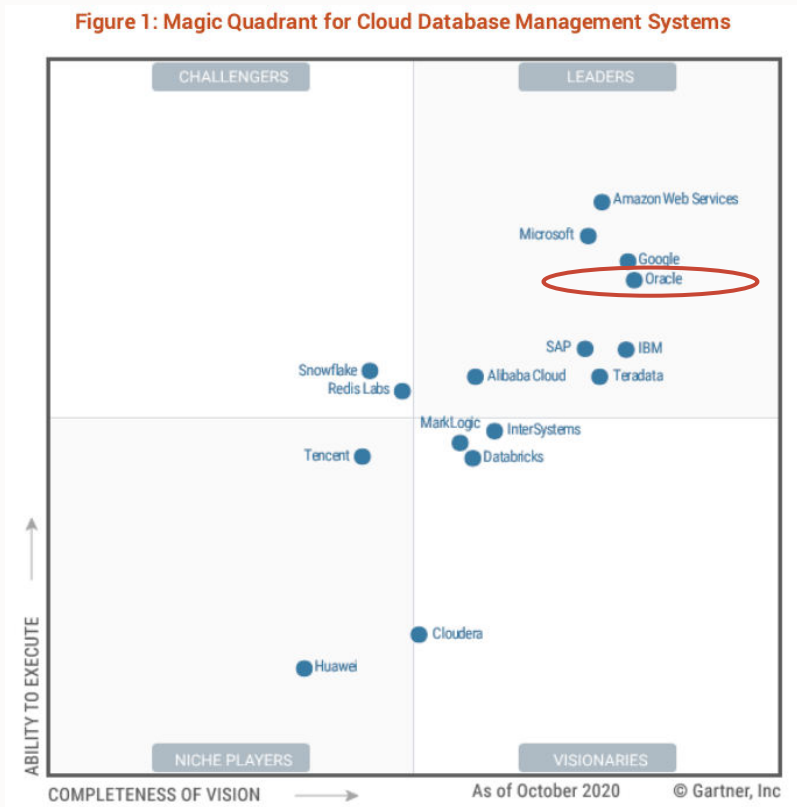 Figure 1: Magic Quadrant for Cloud Database Management Systems
CHALLENGERS
LEADERS
Amazon Web Services
Microsoft
Google
Oracle
SAP
IBM
Snowflake
Alibaba Cloud
Teradata
Redis Labs
MarkLogic
InterSystems
Tencent
Databricks
Cloudera
Huawei
NICHE PLAYERS
VISIONARIES
ABILITY TO EXECUTE
COMPLETENESS OF VISION
As of October 2020
© Gartner, Inc